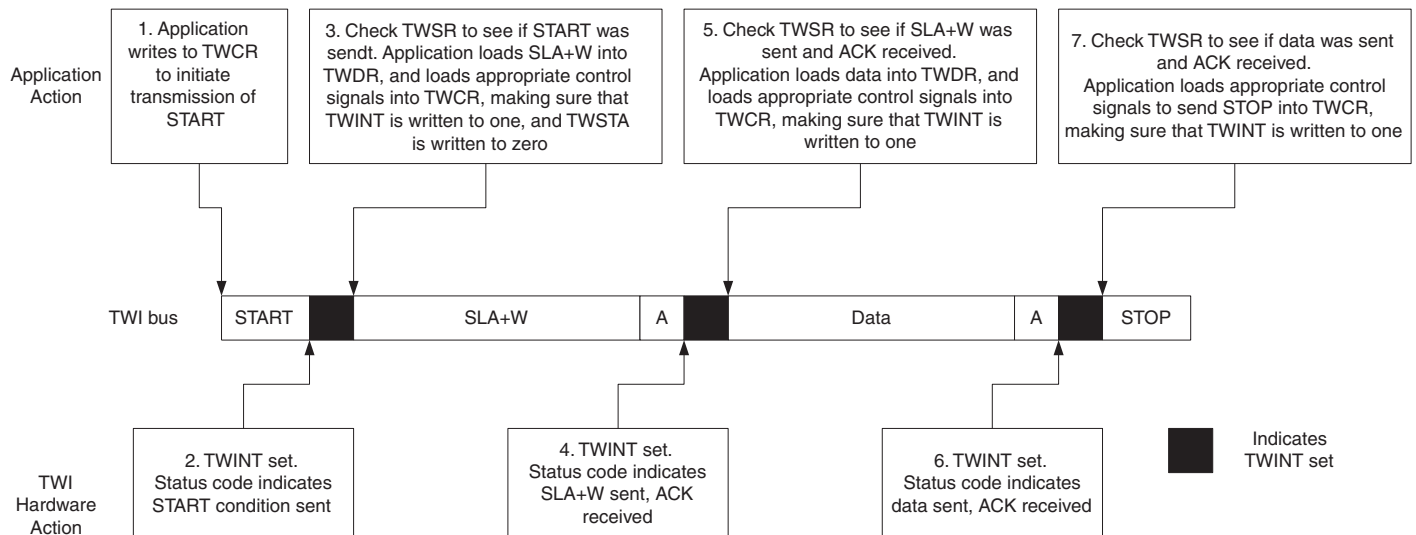 Application
Action
1. Application
writes to TWCR
to initiate
transmission of
START
3. Check TWSR to see if START was
sendt. Application loads SLA+W into
TWDR, and loads appropriate control
signals into TWCR, making sure that
TWINT is written to one, and TWSTA
is written to zero
5. Check TWSR to see if SLA+W was
sent and ACK received.
Application loads data into TWDR, and
loads appropriate control signals into
TWCR, making sure that TWINT is
written to one
7. Check TWSR to see if data was sent
and ACK received.
Application loads appropriate control
signals to send STOP into TWCR,
making sure that TWINT is written to one
TWI bus
START
SLA+W
A
Data
A
STOP
TWI
Hardware
Action
2. TWINT set.
Status code indicates
START condition sent
4. TWINT set.
Status code indicates
SLA+W sent, ACK
received
6. TWINT set.
Status code indicates
data sent, ACK received
Indicates
TWINT set